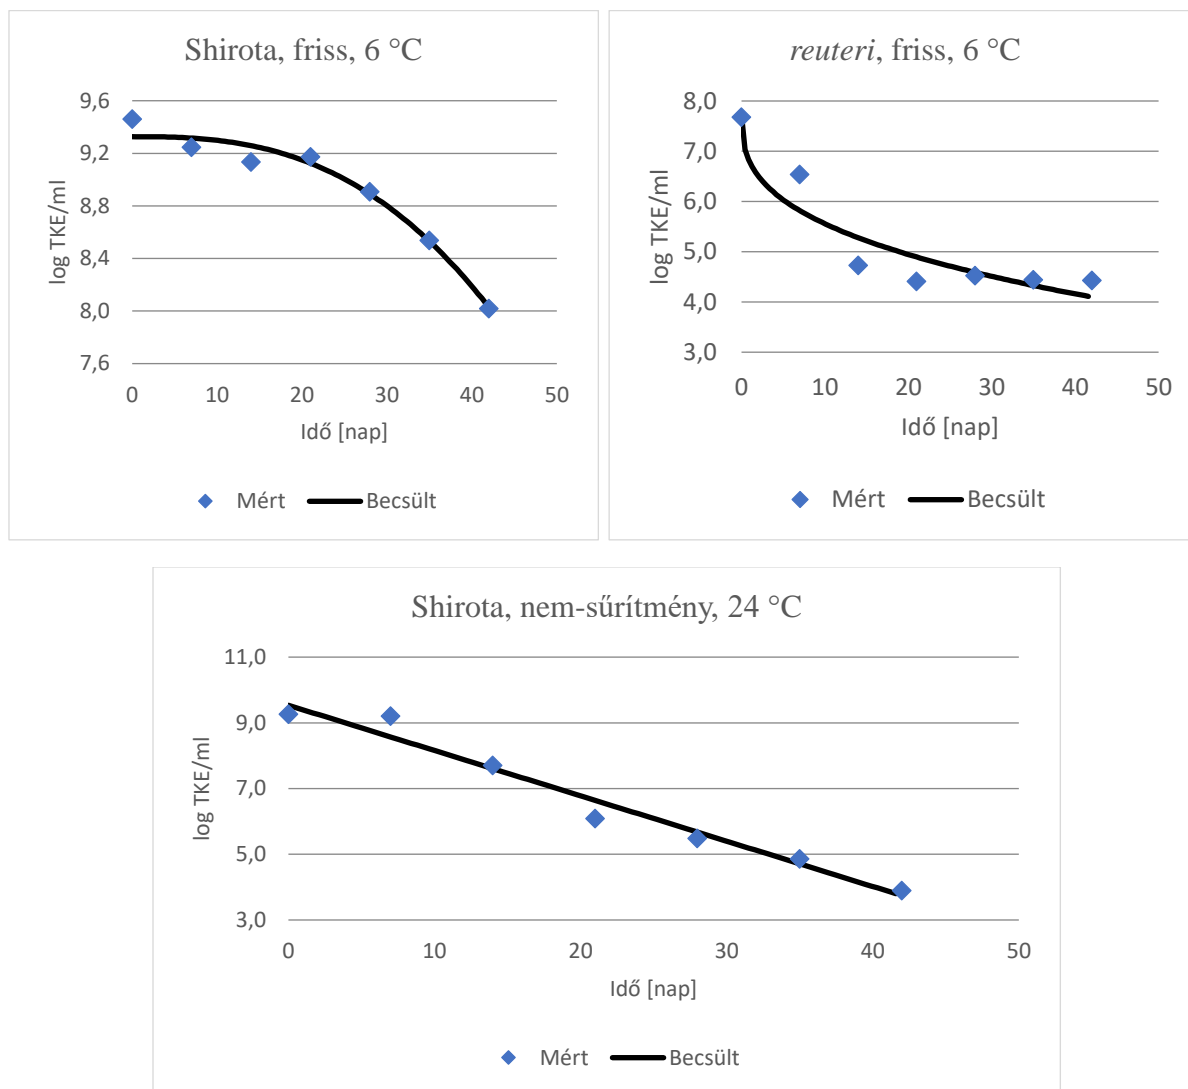 Shirota, friss, 6 °C
9,6
9,2
8,8
8,4
8,0
7,6
log TKE/ml
0 10 20 30 40 50
Idő [nap]
Mért Becsült
reuteri, friss, 6 °C
8,0
7,0
6,0
5,0
4,0
3,0
log TKE/ml
0 10 20 30 40 50
Idő [nap]
Mért Becsült
Shirota, nem-sűrítmény, 24 °C
11,0
9,0
7,0
5,0
3,0
log TKE/ml
0 10 20 30 40 50
Idő [nap]
Mért Becsült